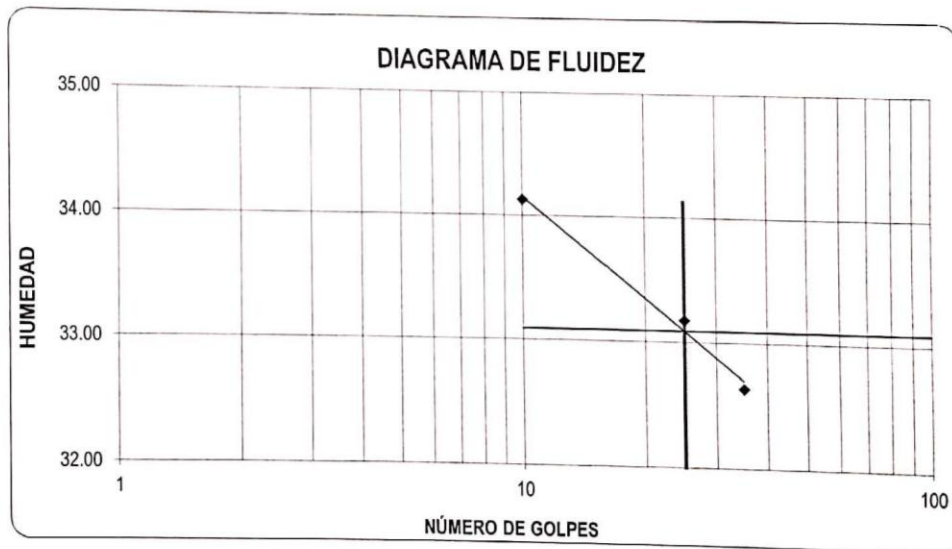 DIAGRAMA DE FLUIDEZ
35.00
34.00
33.00
32.00
HUMEDAD
1
10
100
NÚMERO DE GOLPES